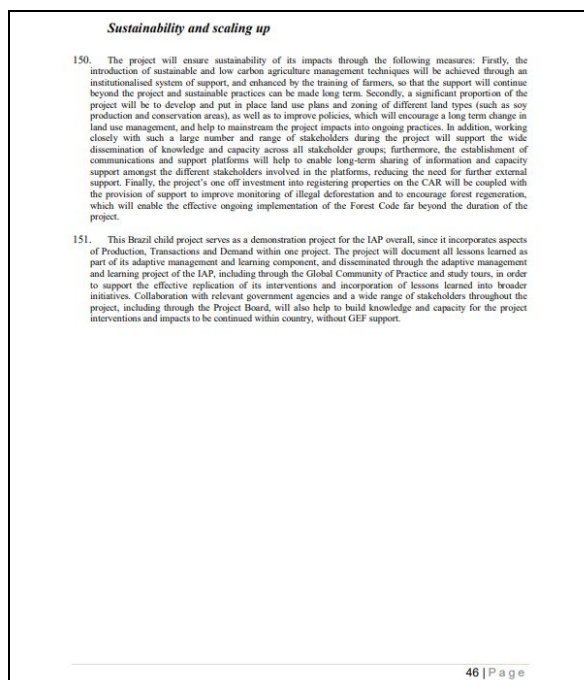 Sustainability and scaling up
150. The project will ensure sustainability of its impacts through the following measures: Firstly, the
introduction of sustainable and low carbon agriculture management techniques will be achieved through an
institutionalised system of support, and enhanced by the training of farmers, so that the support will continue
beyond the project and sustainable practices can be made long term. Secondly, a significant proportion of the
project will be to develop and put in place land use plans and zoning of different land types (such as soy
production and conservation areas), as well as to improve policies, which will encourage a long term change in
land use management, and help to mainstream the project impacts into ongoing practices. In addition, working
closely with such a large number and range of stakeholders during the project will support the wide
dissemination of knowledge and capacity across all stakeholder groups; furthermore, the establishment of
communications and support platforms will help to enable long-term sharing of information and capacity
support amongst the different stakeholders involved in the platforms, reducing the need for further external
support. Finally, the project's one off investment into registering properties on the CAR will be coupled with
the provision of support to improve monitoring of illegal deforestation and to encourage forest regeneration,
which will enable the effective ongoing implementation of the Forest Code far beyond the duration of the
project.
151. This Brazil child project serves as a demonstration project for the IAP overall, since it incorporates aspects
of Production, Transactions and Demand within one project. The project will document all lessons learned as
part of its adaptive management and learning component, and disseminated through the adaptive management
and learning project of the IAP, including through the Global Community of Practice and study tours, in order
to support the effective replication of its interventions and incorporation of lessons learned into broader
initiatives. Collaboration with relevant government agencies and a wide range of stakeholders throughout the
project, including through the Project Board, will also help to build knowledge and capacity for the project
interventions and impacts to be continued within country, without GEF support.
46 | Page